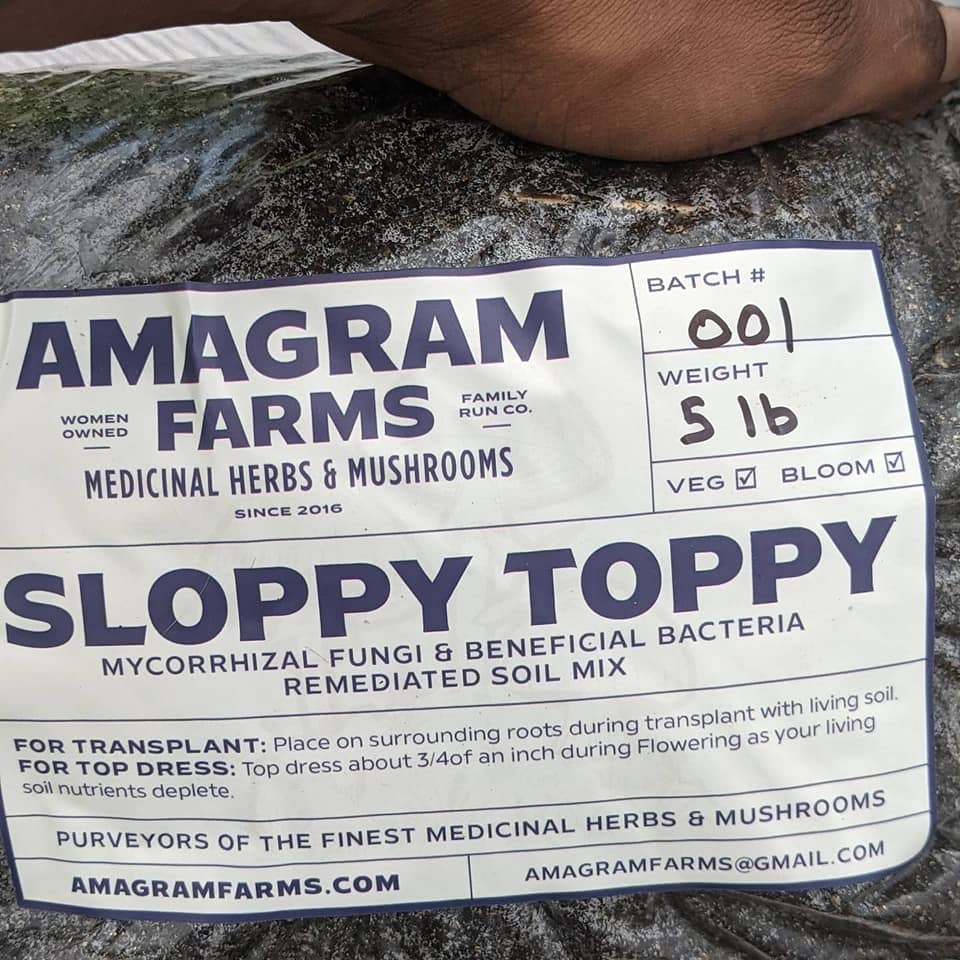 AMAGRAM
WOMEN
OWNED
FARMS
FAMILY
RUN CO.
MEDICINAL HERBS & MUSHROOMS
SINCE 2016
BATCH #
001
WEIGHT
5 lb
VEG ☑ BLOOM ☑
SLOPPY TOPPY
MYCORRHIZAL FUNGI & BENEFICIAL BACTERIA
REMEDIATED SOIL MIX
FOR TRANSPLANT: Place on surrounding roots during transplant with living soil.
FOR TOP DRESS: Top dress about 3/4of an inch during Flowering as your living
soil nutrients deplete.
PURVEYORS OF THE FINEST MEDICINAL HERBS & MUSHROOMS
AMAGRAMFARMS.COM
AMAGRAMFARMS@GMAIL.COM